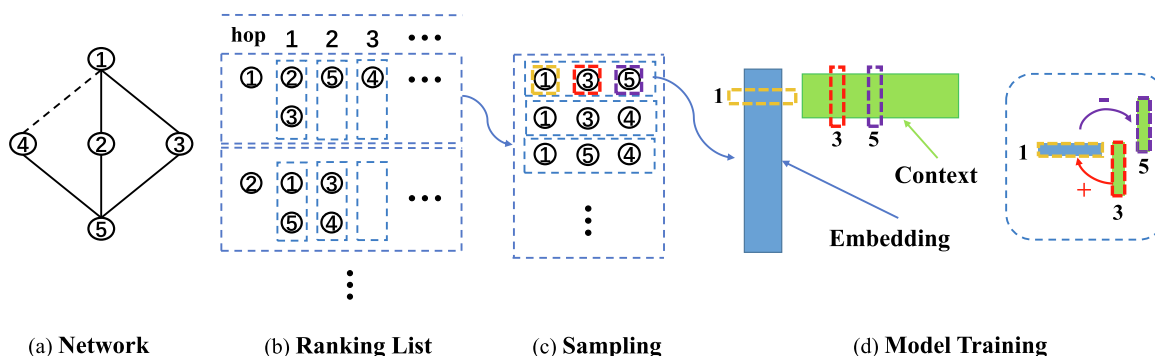 ①
④ ② ③
⑤
(a) Network
hop 1 2 3 •••
① ② ⑤ ④ •••
③
② ① ③ •••
⑤ ④
(b) Ranking List
① ③ ⑤
① ③ ④
① ⑤ ④
(c) Sampling
1
3 5
Context
Embedding
1
-
+
3
5
(d) Model Training